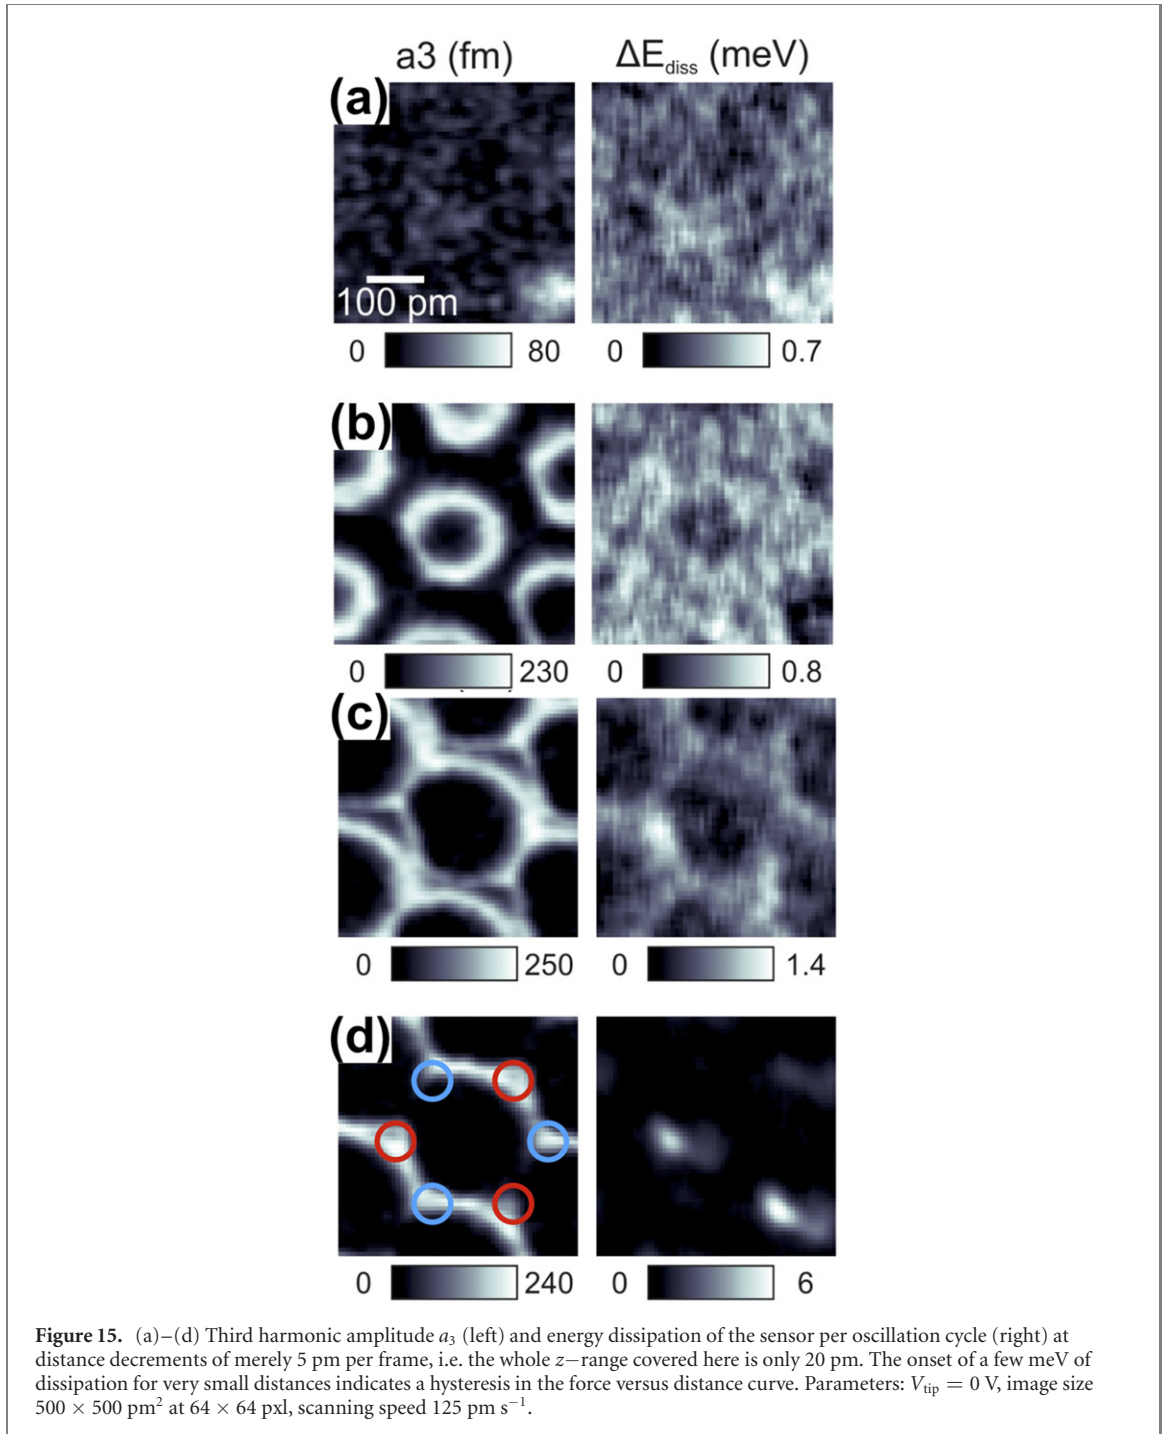 a3 (fm) ΔE_diss (meV)
(a)
100 pm
0 80 0 0.7
(b)
0 230 0 0.8
(c)
0 250 0 1.4
(d)
0 240 0 6
Figure 15. (a)–(d) Third harmonic amplitude a₃ (left) and energy dissipation of the sensor per oscillation cycle (right) at
distance decrements of merely 5 pm per frame, i.e. the whole z−range covered here is only 20 pm. The onset of a few meV of
dissipation for very small distances indicates a hysteresis in the force versus distance curve. Parameters: V_tip = 0 V, image size
500 × 500 pm² at 64 × 64 pxl, scanning speed 125 pm s⁻¹.